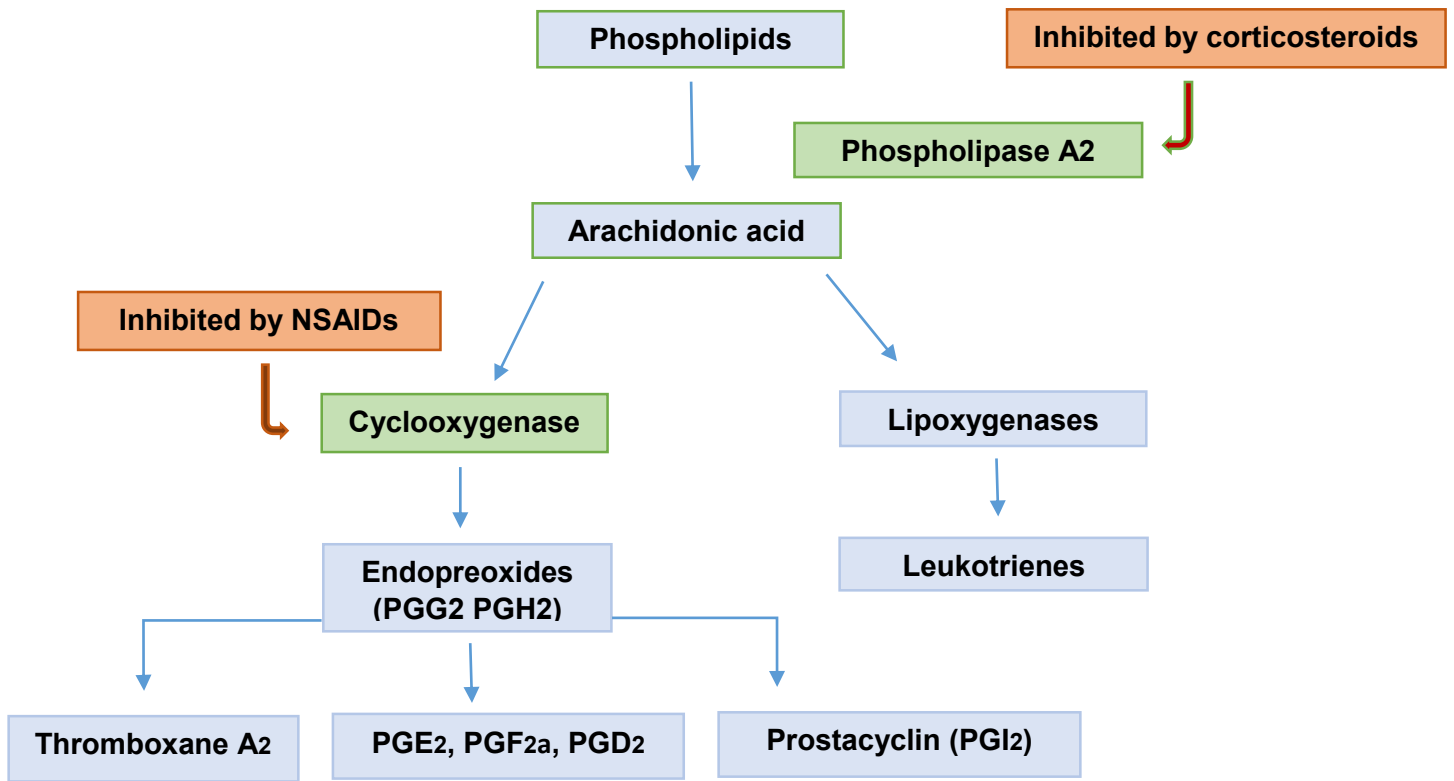 Phospholipids
Inhibited by corticosteroids
Phospholipase A2
Arachidonic acid
Inhibited by NSAIDs
Cyclooxygenase
Lipoxygenases
Endopreoxides
(PGG2 PGH2)
Leukotrienes
Thromboxane A2
PGE2, PGF2a, PGD2
Prostacyclin (PGI2)